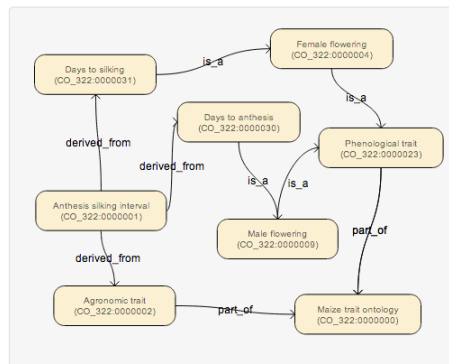 Female flowering
(CO_322:0000004)
Days to silking
(CO_322:0000031)
is_a
is_a
Days to anthesis
(CO_322:0000030)
Phenological trait
(CO_322:0000023)
derived_from
derived_from
is_a
is_a
Anthesis silking interval
(CO_322:0000001)
Male flowering
(CO_322:0000009)
part_of
derived_from
Agronomic trait
(CO_322:0000002)
part_of
Maize trait ontology
(CO_322:0000000)